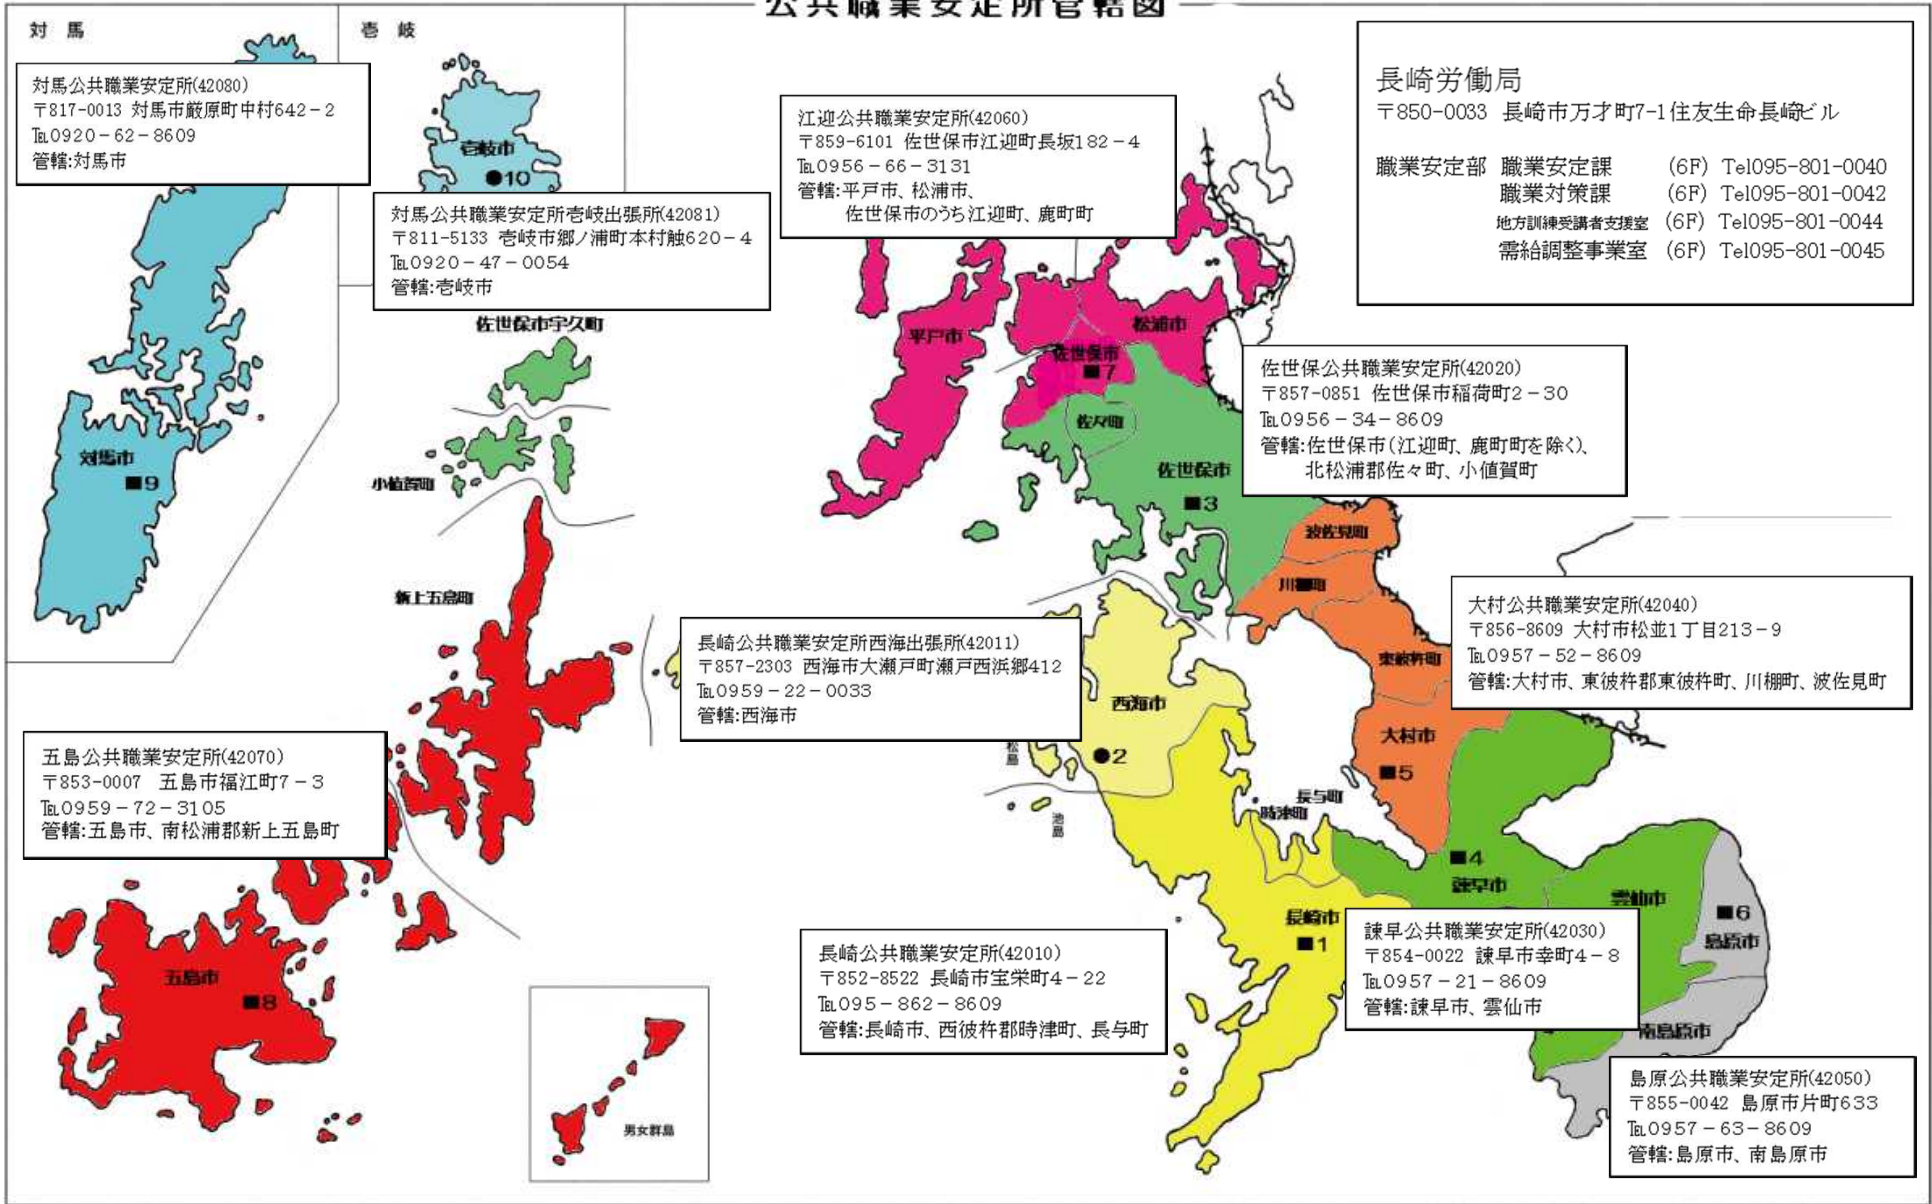 公共職業安定所管轄図
対馬
壱岐
対馬公共職業安定所(42080)
〒817-0013 対馬市厳原町中村642－2
℡0920－62－8609
管轄:対馬市
壱岐市
●10
対馬公共職業安定所壱岐出張所(42081)
〒811-5133 壱岐市郷ノ浦町本村触620－4
℡0920－47－0054
管轄:壱岐市
江迎公共職業安定所(42060)
〒859-6101 佐世保市江迎町長坂182－4
℡0956－66－3131
管轄:平戸市、松浦市、
佐世保市のうち江迎町、鹿町町
長崎労働局
〒850-0033 長崎市万才町7-1住友生命長崎ビル
職業安定部 職業安定課 (6F) Tel095-801-0040
職業対策課 (6F) Tel095-801-0042
地方訓練受講者支援室 (6F) Tel095-801-0044
需給調整事業室 (6F) Tel095-801-0045
佐世保市宇久町
平戸市
松浦市
佐世保市
■7
佐世保公共職業安定所(42020)
〒857-0851 佐世保市稲荷町2－30
℡0956－34－8609
管轄:佐世保市(江迎町、鹿町町を除く)、
北松浦郡佐々町、小値賀町
佐々町
対馬市
■9
小値賀町
佐世保市
■3
波佐見町
川棚町
新上五島町
大村公共職業安定所(42040)
〒856-8609 大村市松並1丁目213－9
℡0957－52－8609
管轄:大村市、東彼杵郡東彼杵町、川棚町、波佐見町
長崎公共職業安定所西海出張所(42011)
〒857-2303 西海市大瀬戸町瀬戸西浜郷412
℡0959－22－0033
管轄:西海市
東彼杵町
西海市
●2
松島
大村市
■5
五島公共職業安定所(42070)
〒853-0007 五島市福江町7－3
℡0959－72－3105
管轄:五島市、南松浦郡新上五島町
池島
長与町
時津町
■4
諫早市
雲仙市
■6
島原市
長崎市
■1
諫早公共職業安定所(42030)
〒854-0022 諫早市幸町4－8
℡0957－21－8609
管轄:諫早市、雲仙市
長崎公共職業安定所(42010)
〒852-8522 長崎市宝栄町4－22
℡095－862－8609
管轄:長崎市、西彼杵郡時津町、長与町
五島市
■8
南島原市
島原公共職業安定所(42050)
〒855-0042 島原市片町633
℡0957－63－8609
管轄:島原市、南島原市
男女群島